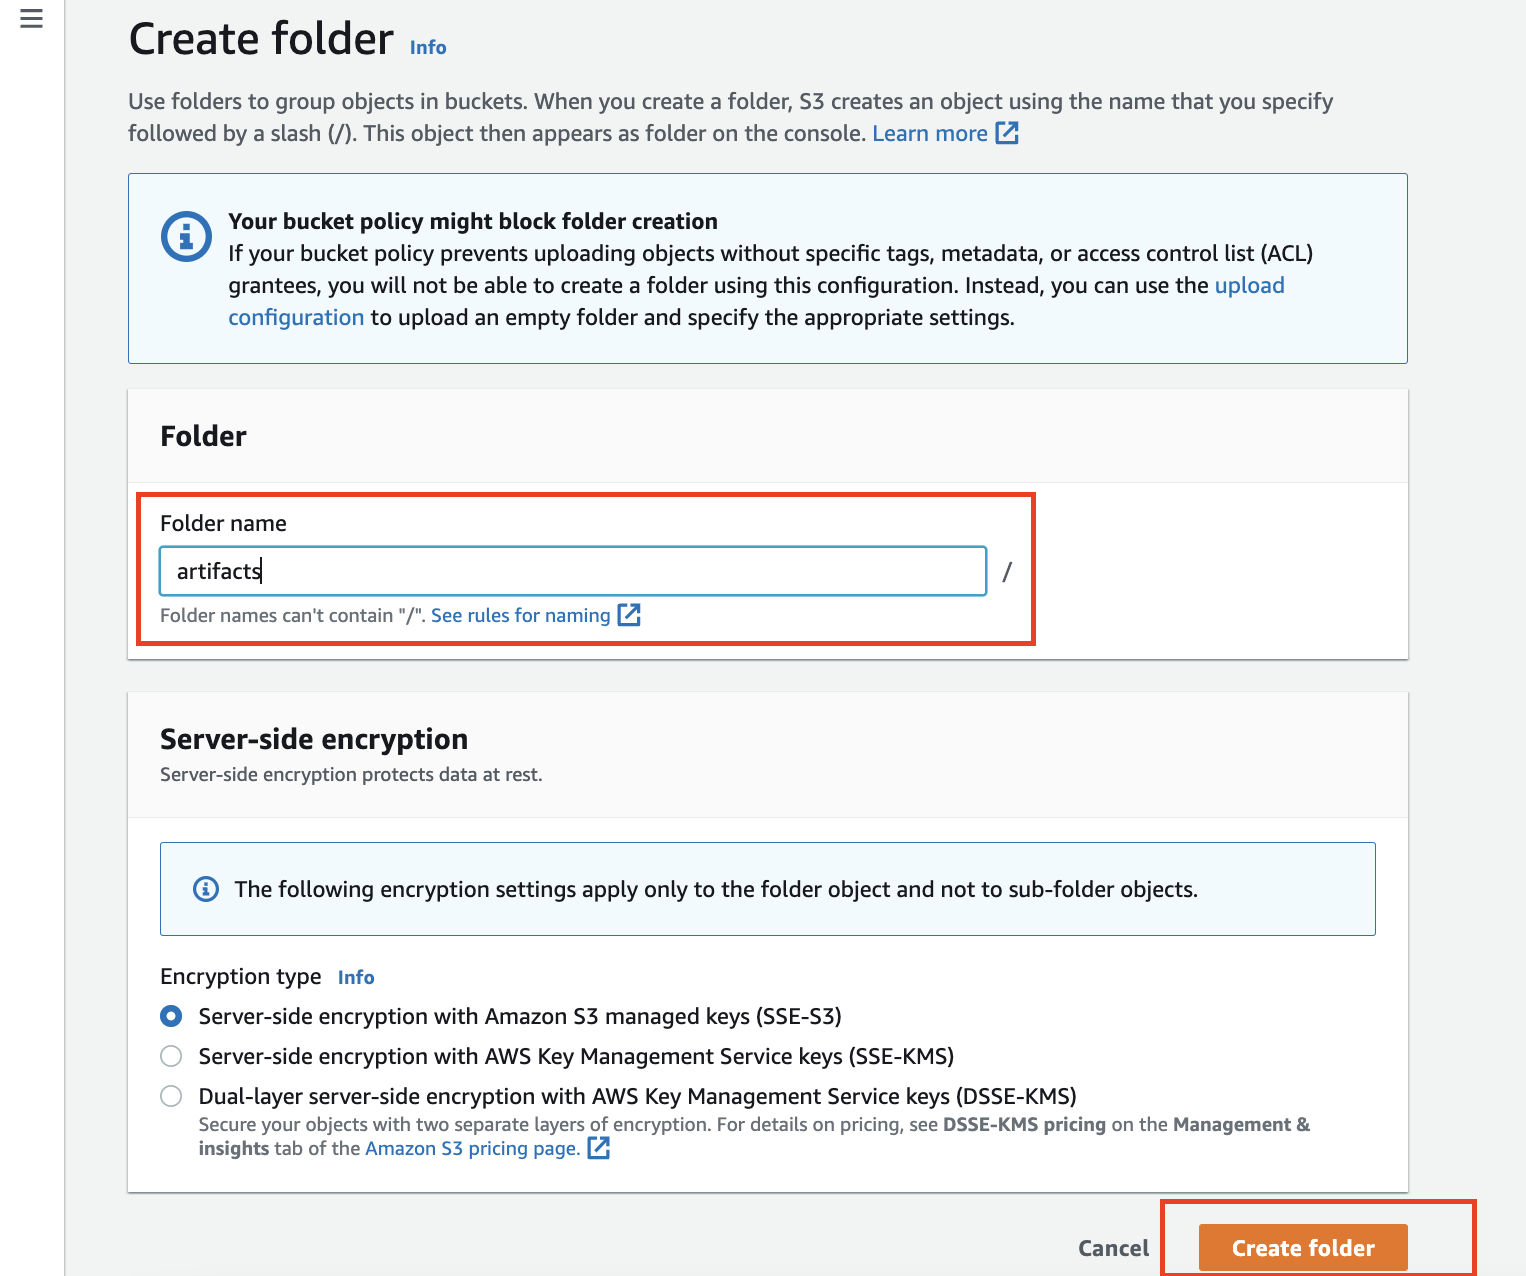 Create folder Info
Use folders to group objects in buckets. When you create a folder, S3 creates an object using the name that you specify
followed by a slash (/). This object then appears as folder on the console. Learn more
Your bucket policy might block folder creation
If your bucket policy prevents uploading objects without specific tags, metadata, or access control list (ACL)
grantees, you will not be able to create a folder using this configuration. Instead, you can use the upload
configuration to upload an empty folder and specify the appropriate settings.
Folder
Folder name
artifacts /
Folder names can't contain "/". See rules for naming
Server-side encryption
Server-side encryption protects data at rest.
The following encryption settings apply only to the folder object and not to sub-folder objects.
Encryption type Info
Server-side encryption with Amazon S3 managed keys (SSE-S3)
Server-side encryption with AWS Key Management Service keys (SSE-KMS)
Dual-layer server-side encryption with AWS Key Management Service keys (DSSE-KMS)
Secure your objects with two separate layers of encryption. For details on pricing, see DSSE-KMS pricing on the Management &
insights tab of the Amazon S3 pricing page.
Cancel Create folder